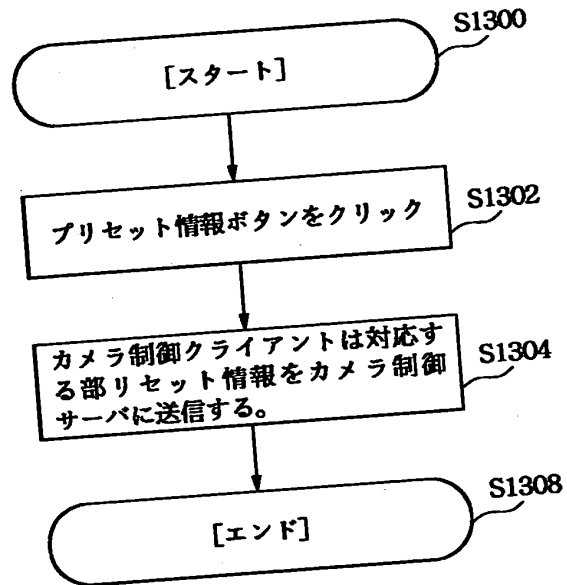 S1300
[スタート]
S1302
プリセット情報ボタンをクリック
S1304
カメラ制御クライアントは対応す
る部リセット情報をカメラ制御
サーバに送信する。
S1308
[エンド]